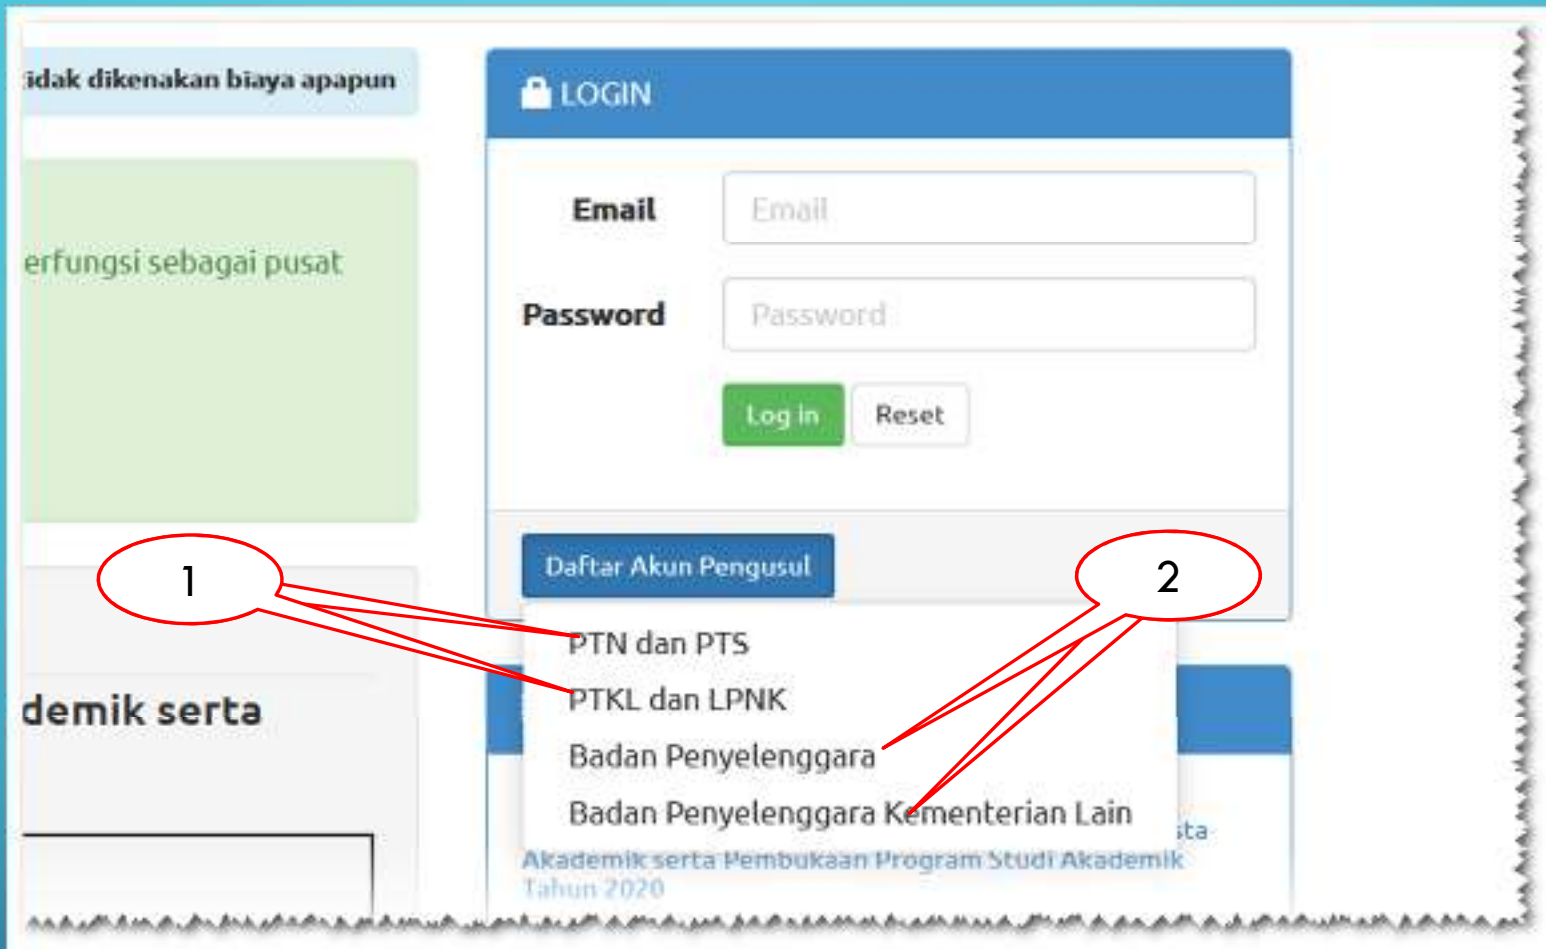 idak dikenakan biaya apapun
erfungsi sebagai pusat
demik serta
LOGIN
Email Email
Password Password
Log in Reset
Daftar Akun Pengusul
PTN dan PTS
PTKL dan LPNK
Badan Penyelenggara
Badan Penyelenggara Kementerian Lain
sta
Akademik serta Pembukaan Program Studi Akademik
Tahun 2020
1
2